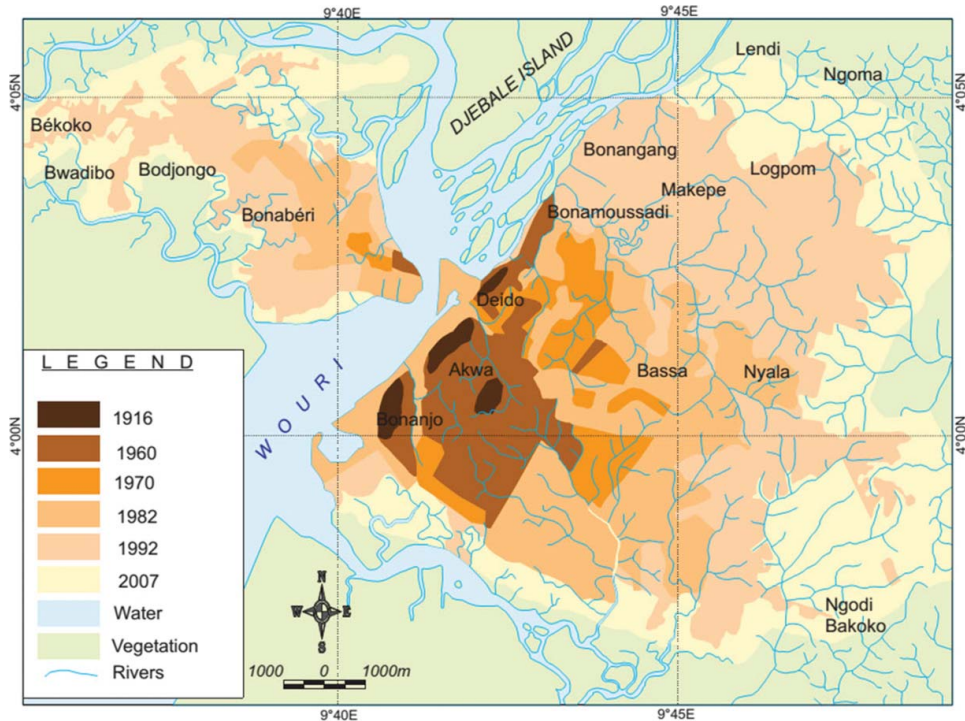 9°40E
9°45E
4°05N
4°05N
DJEBALE ISLAND
Lendi
Ngoma
Békoko
Bwadibo
Bodjongo
Bonabéri
Bonangang
Makepe
Logpom
Bonamoussadi
Deido
Akwa
Bassa
Nyala
Bonanjo
WOURI
4°00N
4°00N
Ngodi
Bakoko
LEGEND
1916
1960
1970
1982
1992
2007
Water
Vegetation
Rivers
N
W
E
S
1000 0 1000m
9°40E
9°45E